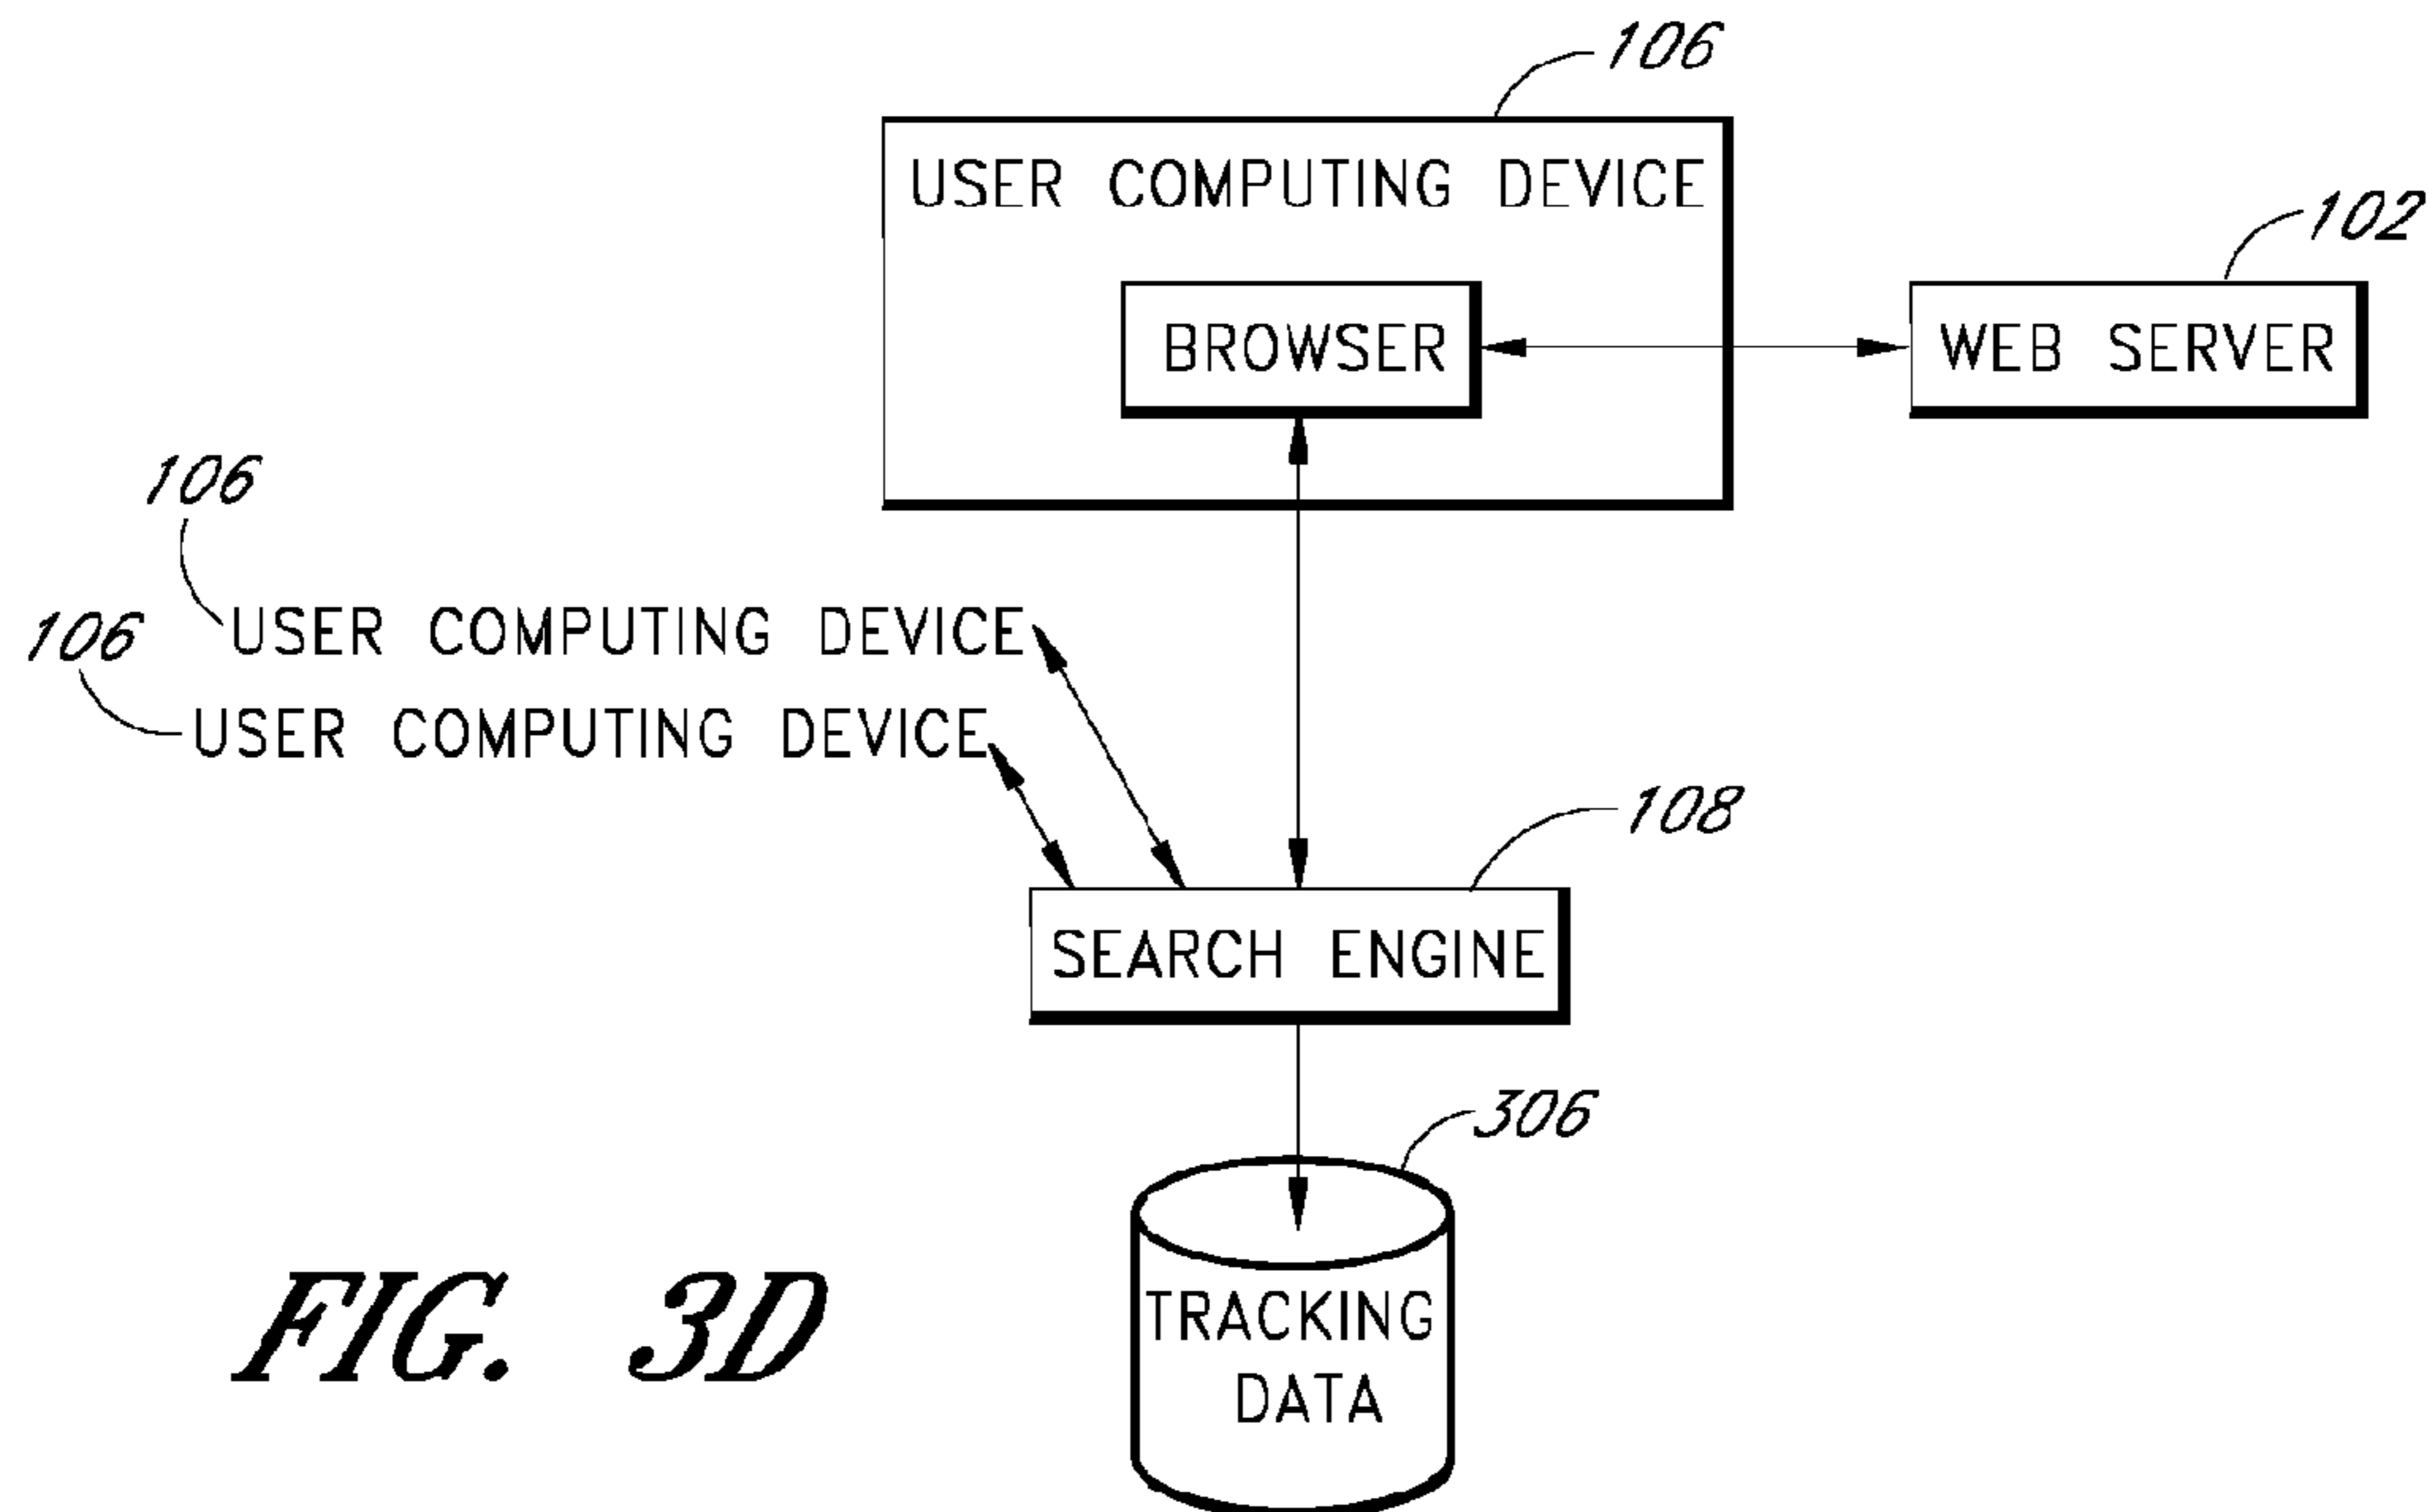 106
USER COMPUTING DEVICE
102
BROWSER
WEB SERVER
106
106 USER COMPUTING DEVICE
USER COMPUTING DEVICE
108
SEARCH ENGINE
306
TRACKING
DATA
FIG. 3D